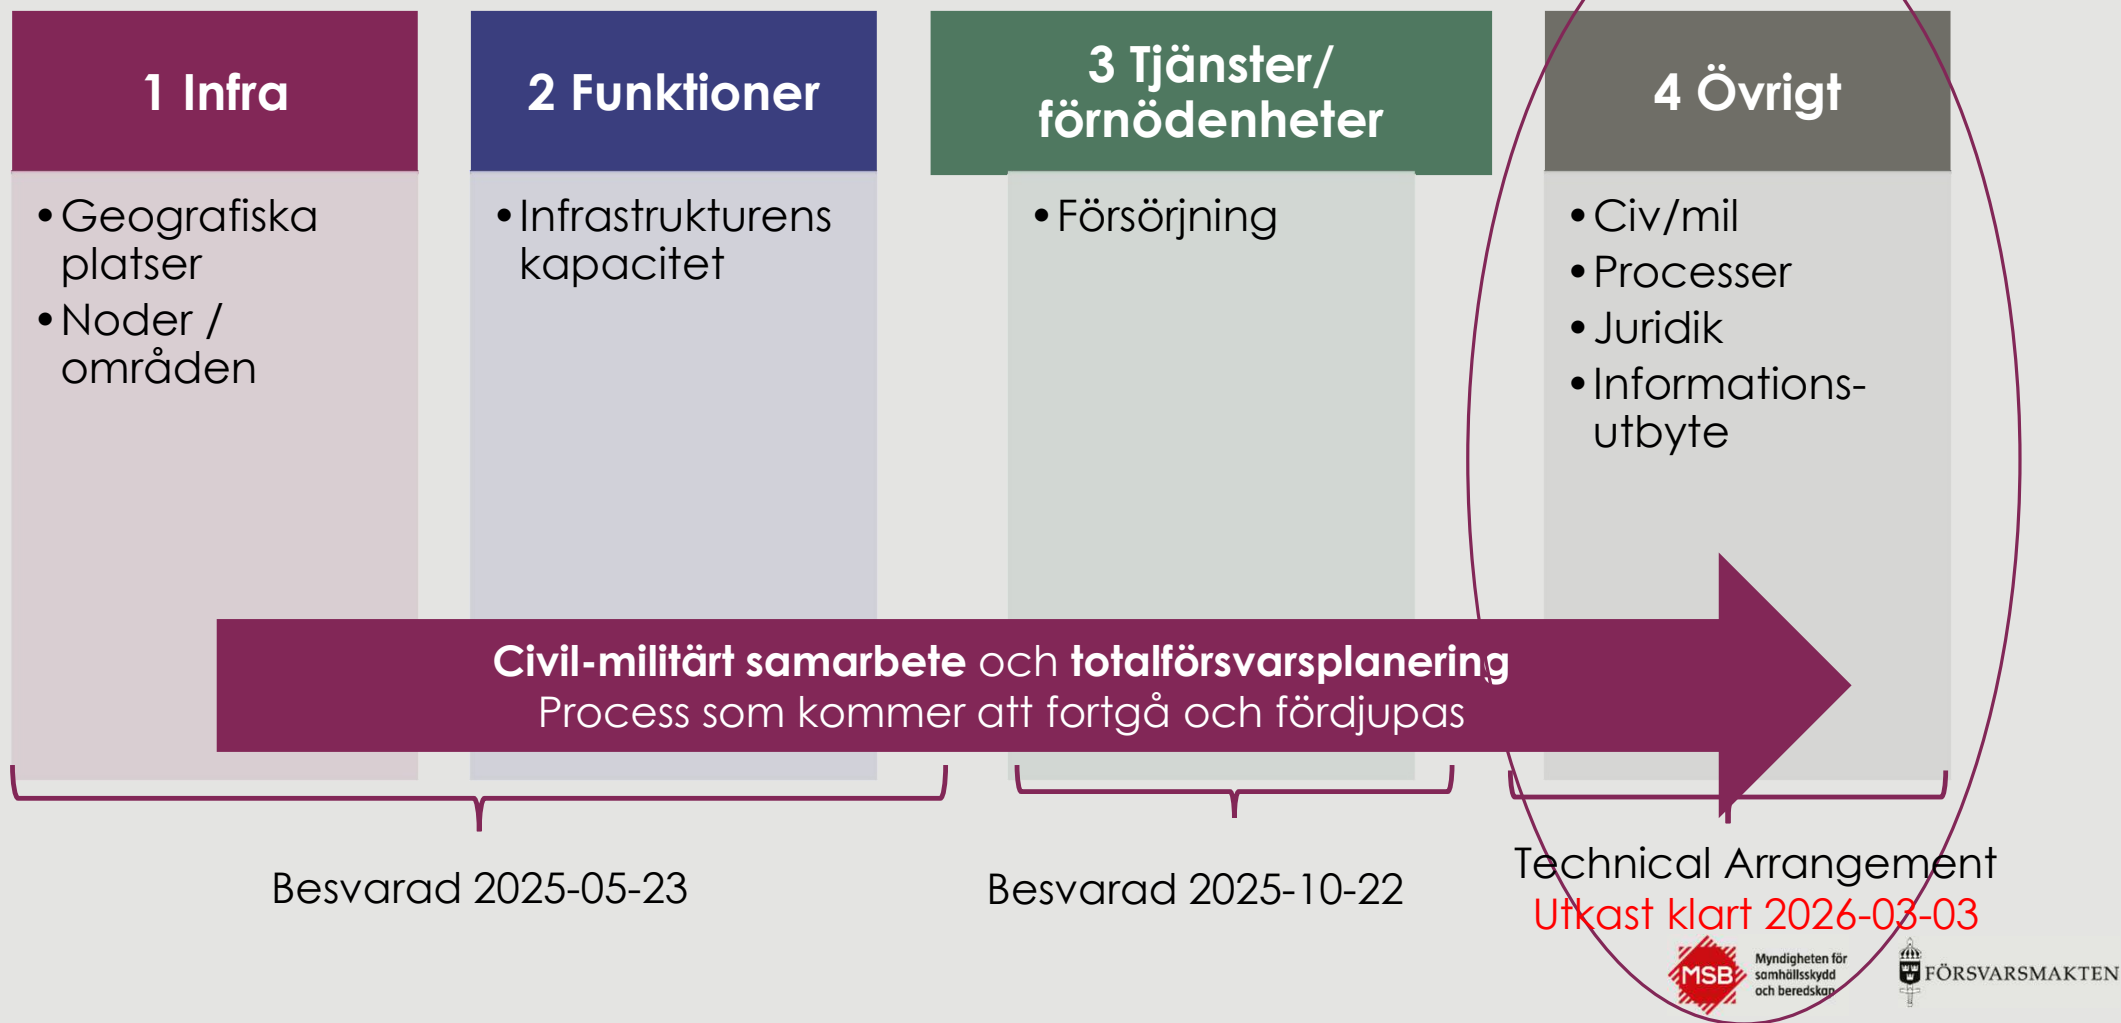 1 Infra
•Geografiska
platser
•Noder /
områden
2 Funktioner
•Infrastrukturens
kapacitet
3 Tjänster/
förnödenheter
•Försörjning
4 Övrigt
•Civ/mil
•Processer
•Juridik
•Informations-
utbyte
Civil-militärt samarbete och totalförsvarsplanering
Process som kommer att fortgå och fördjupas
Besvarad 2025-05-23
Besvarad 2025-10-22
Technical Arrangement
Utkast klart 2026-03-03
MSB
Myndigheten för
samhällsskydd
och beredskap
FÖRSVARSMAKTEN